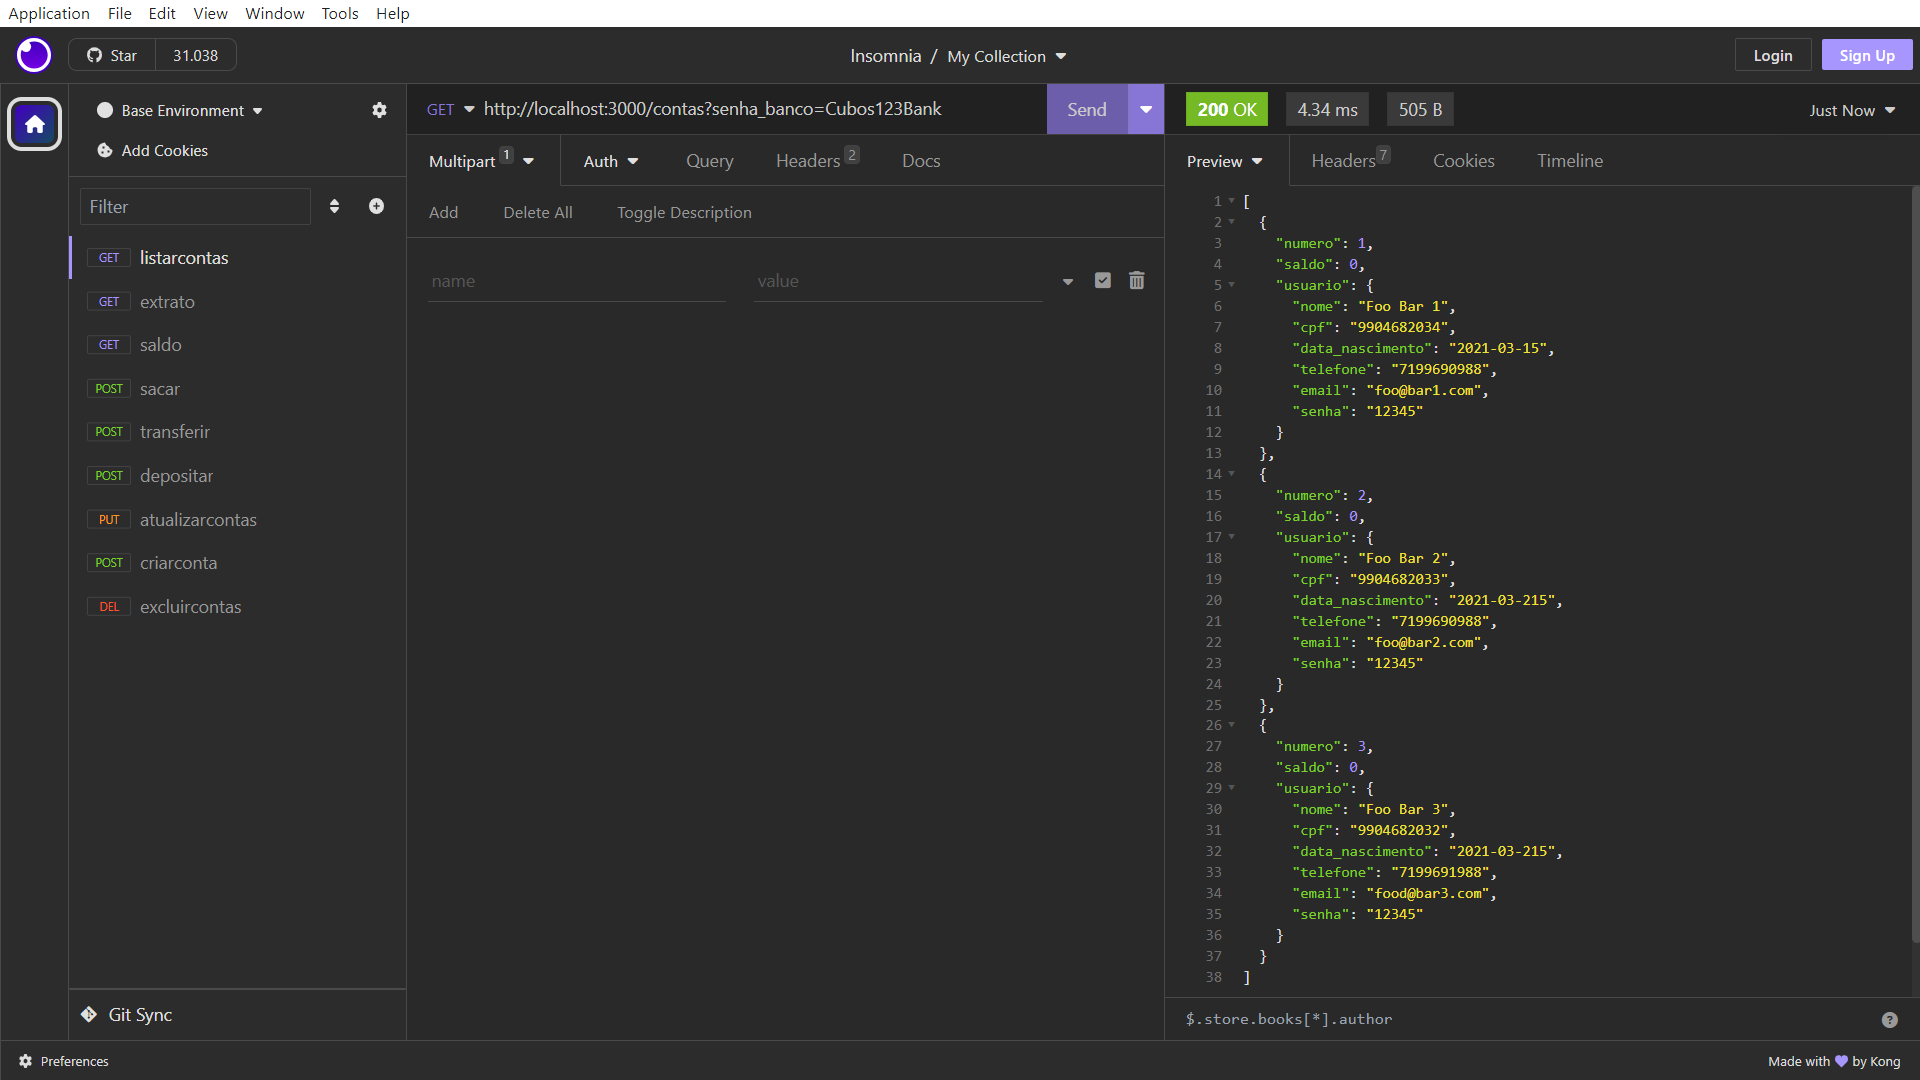 Application File Edit View Window Tools Help
Star 31.038
Insomnia / My Collection
Login Sign Up
Base Environment
Add Cookies
Filter
GET listarcontas
GET extrato
GET saldo
POST sacar
POST transferir
POST depositar
PUT atualizarcontas
POST criarconta
DEL excluircontas
Git Sync
GET http://localhost:3000/contas?senha_banco=Cubos123Bank Send
Multipart 1 Auth Query Headers 2 Docs
Add Delete All Toggle Description
name value
200 OK 4.34 ms 505 B Just Now
Preview Headers 7 Cookies Timeline
1 [
2 {
3 "numero": 1,
4 "saldo": 0,
5 "usuario": {
6 "nome": "Foo Bar 1",
7 "cpf": "9904682034",
8 "data_nascimento": "2021-03-15",
9 "telefone": "7199690988",
10 "email": "foo@bar1.com",
11 "senha": "12345"
12 }
13 },
14 {
15 "numero": 2,
16 "saldo": 0,
17 "usuario": {
18 "nome": "Foo Bar 2",
19 "cpf": "9904682033",
20 "data_nascimento": "2021-03-215",
21 "telefone": "7199690988",
22 "email": "foo@bar2.com",
23 "senha": "12345"
24 }
25 },
26 {
27 "numero": 3,
28 "saldo": 0,
29 "usuario": {
30 "nome": "Foo Bar 3",
31 "cpf": "9904682032",
32 "data_nascimento": "2021-03-215",
33 "telefone": "7199691988",
34 "email": "food@bar3.com",
35 "senha": "12345"
36 }
37 }
38 ]
$.store.books[*].author ?
Preferences
Made with 💜 by Kong